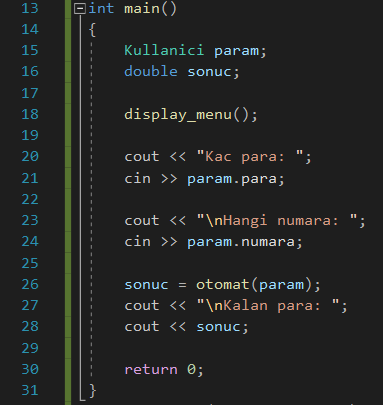 13 int main()
14 {
15 Kullanici param;
16 double sonuc;
17
18 display_menu();
19
20 cout << "Kac para: ";
21 cin >> param.para;
22
23 cout << "\nHangi numara: ";
24 cin >> param.numara;
25
26 sonuc = otomat(param);
27 cout << "\nKalan para: ";
28 cout << sonuc;
29
30 return 0;
31 }